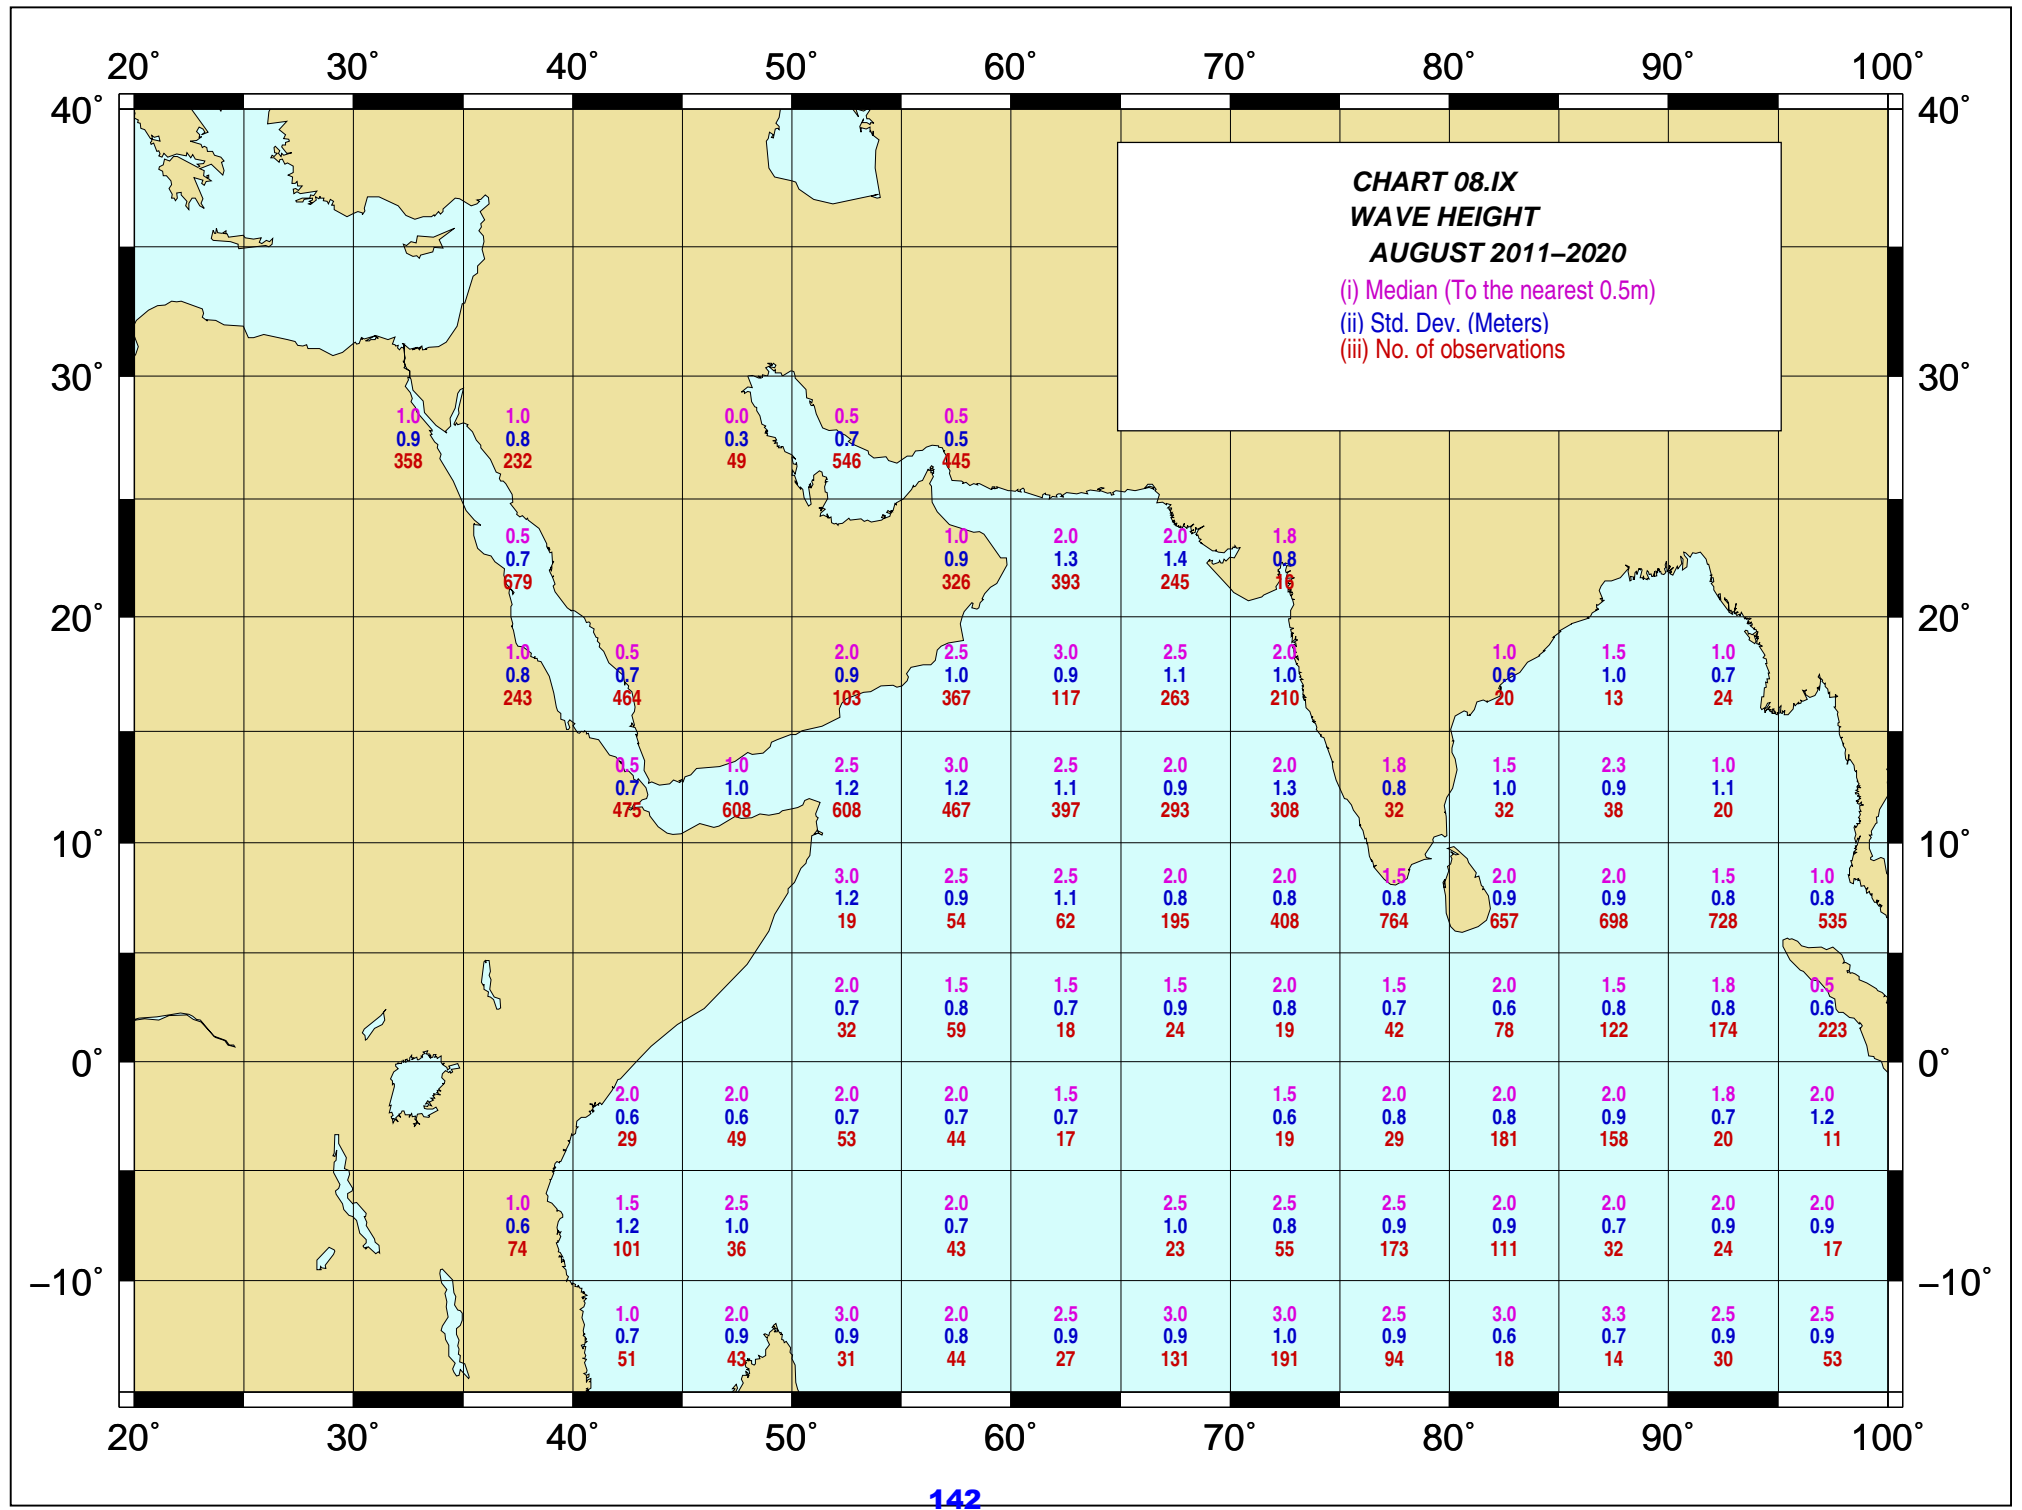 20° 30° 40° 50° 60° 70° 80° 90° 100°
40° 40°
CHART 08.IX
WAVE HEIGHT
AUGUST 2011–2020
(i) Median (To the nearest 0.5m)
(ii) Std. Dev. (Meters)
(iii) No. of observations
30° 30°
1.0 1.0 0.0 0.5 0.5
0.9 0.8 0.3 0.7 0.5
358 232 49 546 445
0.5 1.0 2.0 2.0 1.8
0.7 0.9 1.3 1.4 0.8
679 326 393 245 16
20° 20°
1.0 0.5 2.0 2.5 3.0 2.5 2.0 1.0 1.5 1.0
0.8 0.7 0.9 1.0 0.9 1.1 1.0 0.6 1.0 0.7
243 464 103 367 117 263 210 20 13 24
0.5 1.0 2.5 3.0 2.5 2.0 2.0 1.8 1.5 2.3 1.0
0.7 1.0 1.2 1.2 1.1 0.9 1.3 0.8 1.0 0.9 1.1
475 608 608 467 397 293 308 32 32 38 20
10° 10°
3.0 2.5 2.5 2.0 2.0 1.5 2.0 2.0 1.5 1.0
1.2 0.9 1.1 0.8 0.8 0.8 0.9 0.9 0.8 0.8
19 54 62 195 408 764 657 698 728 535
2.0 1.5 1.5 1.5 2.0 1.5 2.0 1.5 1.8 0.5
0.7 0.8 0.7 0.9 0.8 0.7 0.6 0.8 0.8 0.6
32 59 18 24 19 42 78 122 174 223
0° 0°
2.0 2.0 2.0 2.0 1.5 1.5 2.0 2.0 2.0 1.8 2.0
0.6 0.6 0.7 0.7 0.7 0.6 0.8 0.8 0.9 0.7 1.2
29 49 53 44 17 19 29 181 158 20 11
1.0 1.5 2.5 2.0 2.5 2.5 2.5 2.0 2.0 2.0 2.0
0.6 1.2 1.0 0.7 1.0 0.8 0.9 0.9 0.7 0.9 0.9
74 101 36 43 23 55 173 111 32 24 17
–10° –10°
1.0 2.0 3.0 2.0 2.5 3.0 3.0 2.5 3.0 3.3 2.5 2.5
0.7 0.9 0.9 0.8 0.9 0.9 1.0 0.9 0.6 0.7 0.9 0.9
51 43 31 44 27 131 191 94 18 14 30 53
20° 30° 40° 50° 60° 70° 80° 90° 100°
142